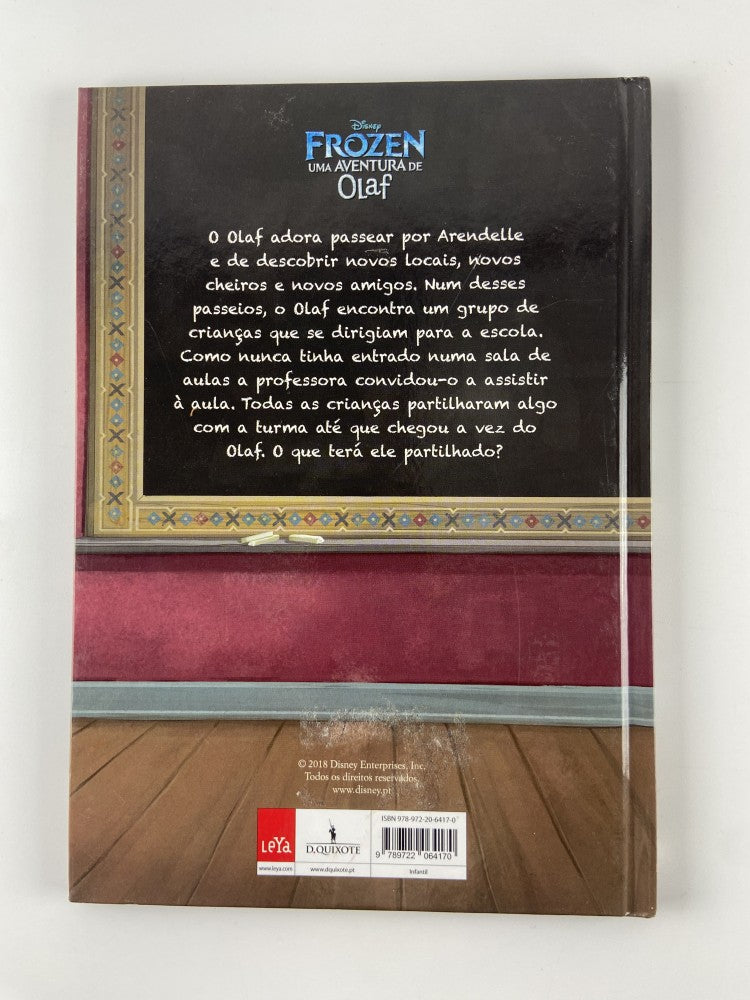 Disney
FROZEN
UMA AVENTURA DE
OLaf
O Olaf adora passear por Arendelle
e de descobrir novos locais, novos
cheiros e novos amigos. Num desses
passeios, o Olaf encontra um grupo de
crianças que se dirigiam para a escola.
Como nunca tinha entrado numa sala de
aulas a professora convidou-o a assistir
à aula. Todas as crianças partilharam algo
com a turma até que chegou a vez do
Olaf. O que terá ele partilhado?
© 2018 Disney Enterprises, Inc.
Todos os direitos reservados.
www.disney.pt
ISBN 978-972-20-6417-0
LeYa
D.QUIXOTE
9 789722 064170
www.leya.com
www.dquixote.pt
Infantil